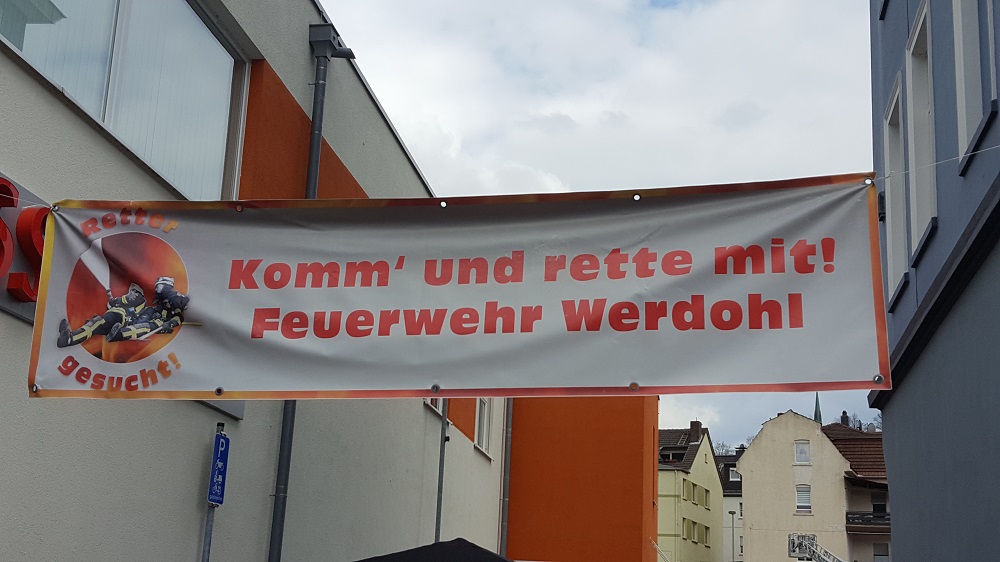 Retter
gesucht!
Komm' und rette mit!
Feuerwehr Werdohl
P